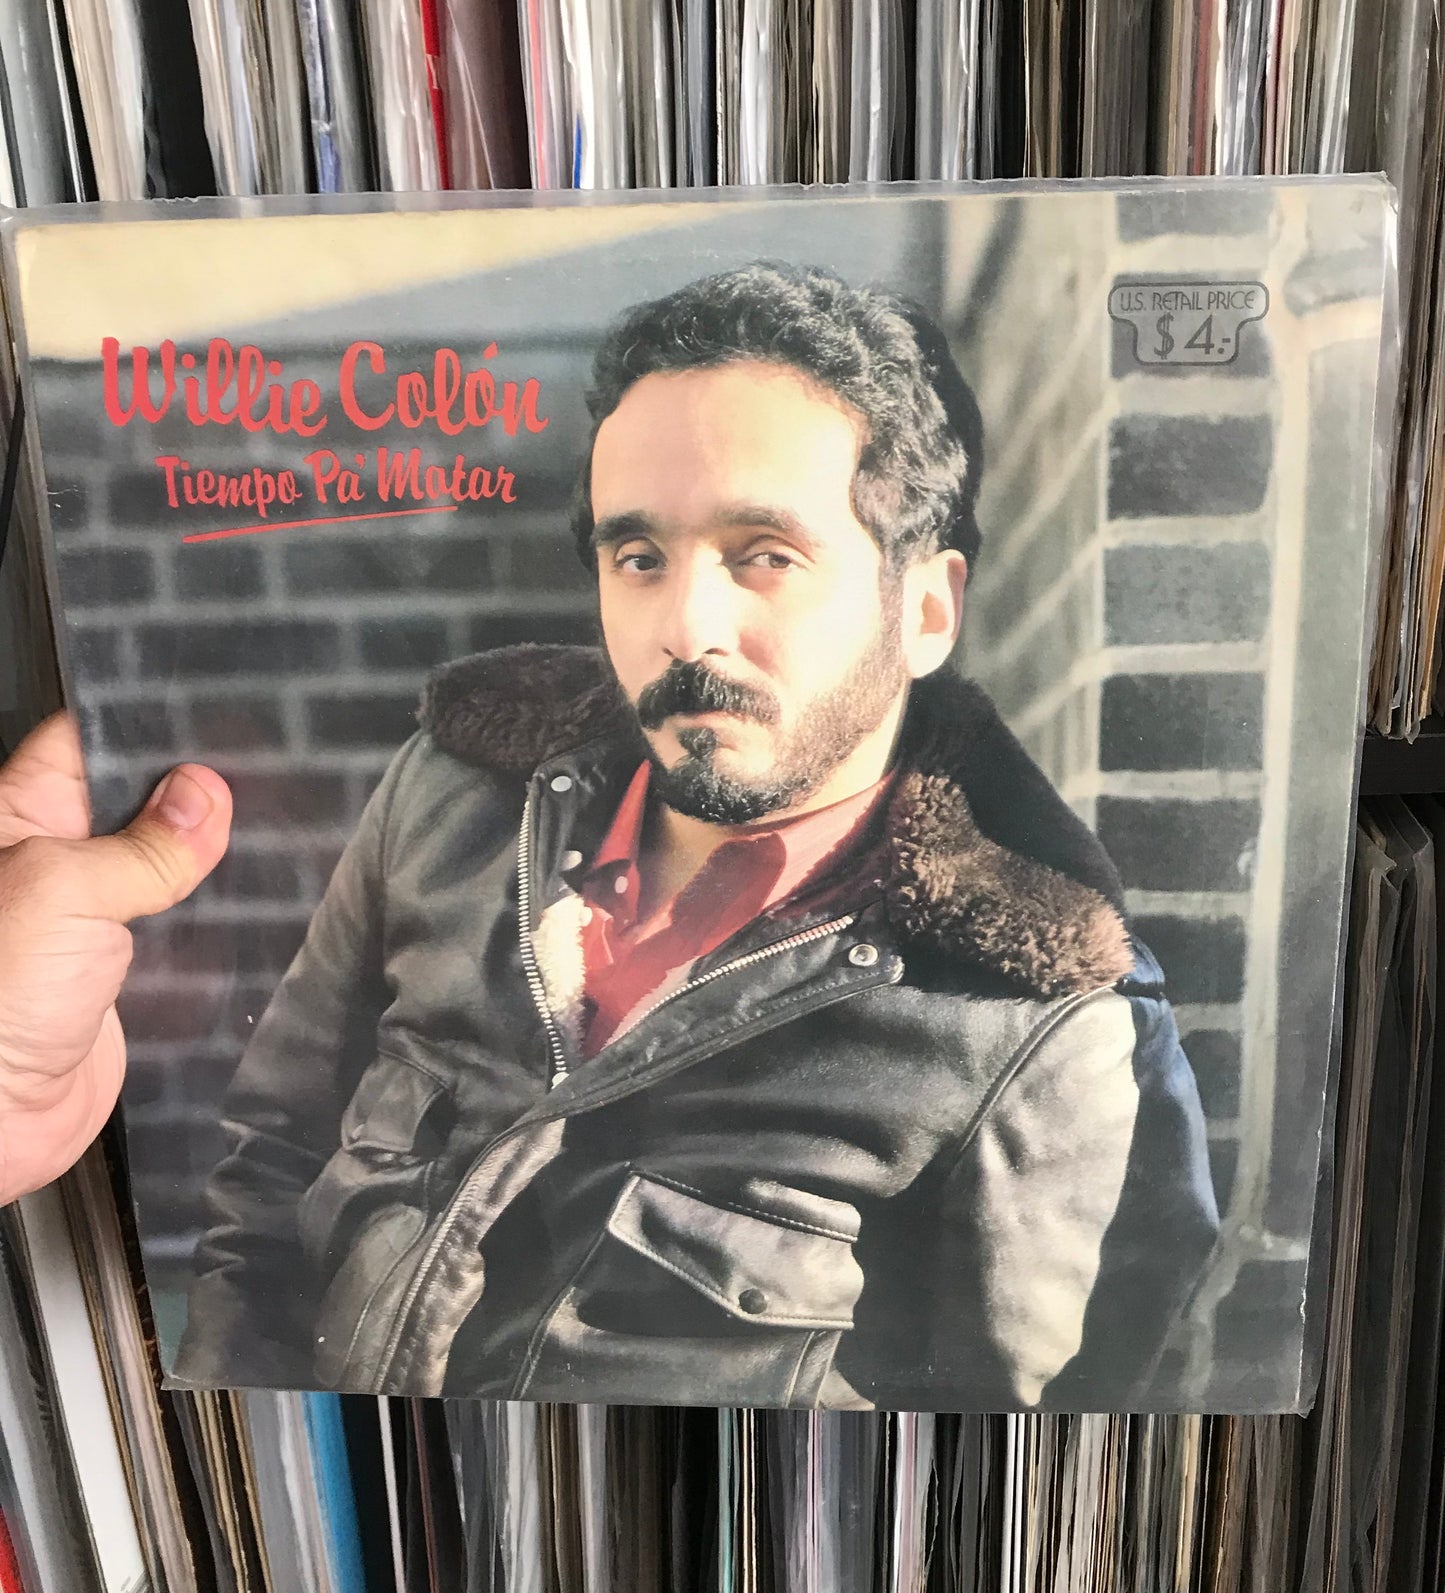 Willie Colón
Tiempo Pa' Matar
U.S. RETAIL PRICE
$4.-